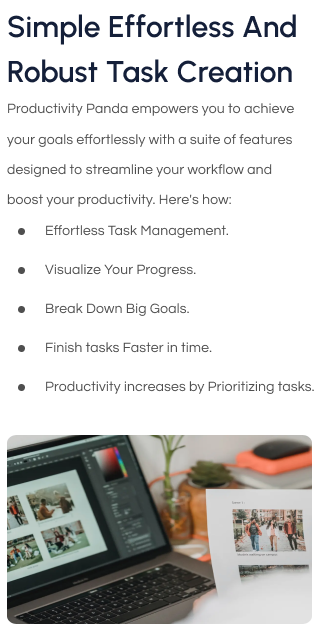 Simple Effortless And
Robust Task Creation
Productivity Panda empowers you to achieve
your goals effortlessly with a suite of features
designed to streamline your workflow and
boost your productivity. Here's how:
Effortless Task Management.
Visualize Your Progress.
Break Down Big Goals.
Finish tasks Faster in time.
Productivity increases by Prioritizing tasks.